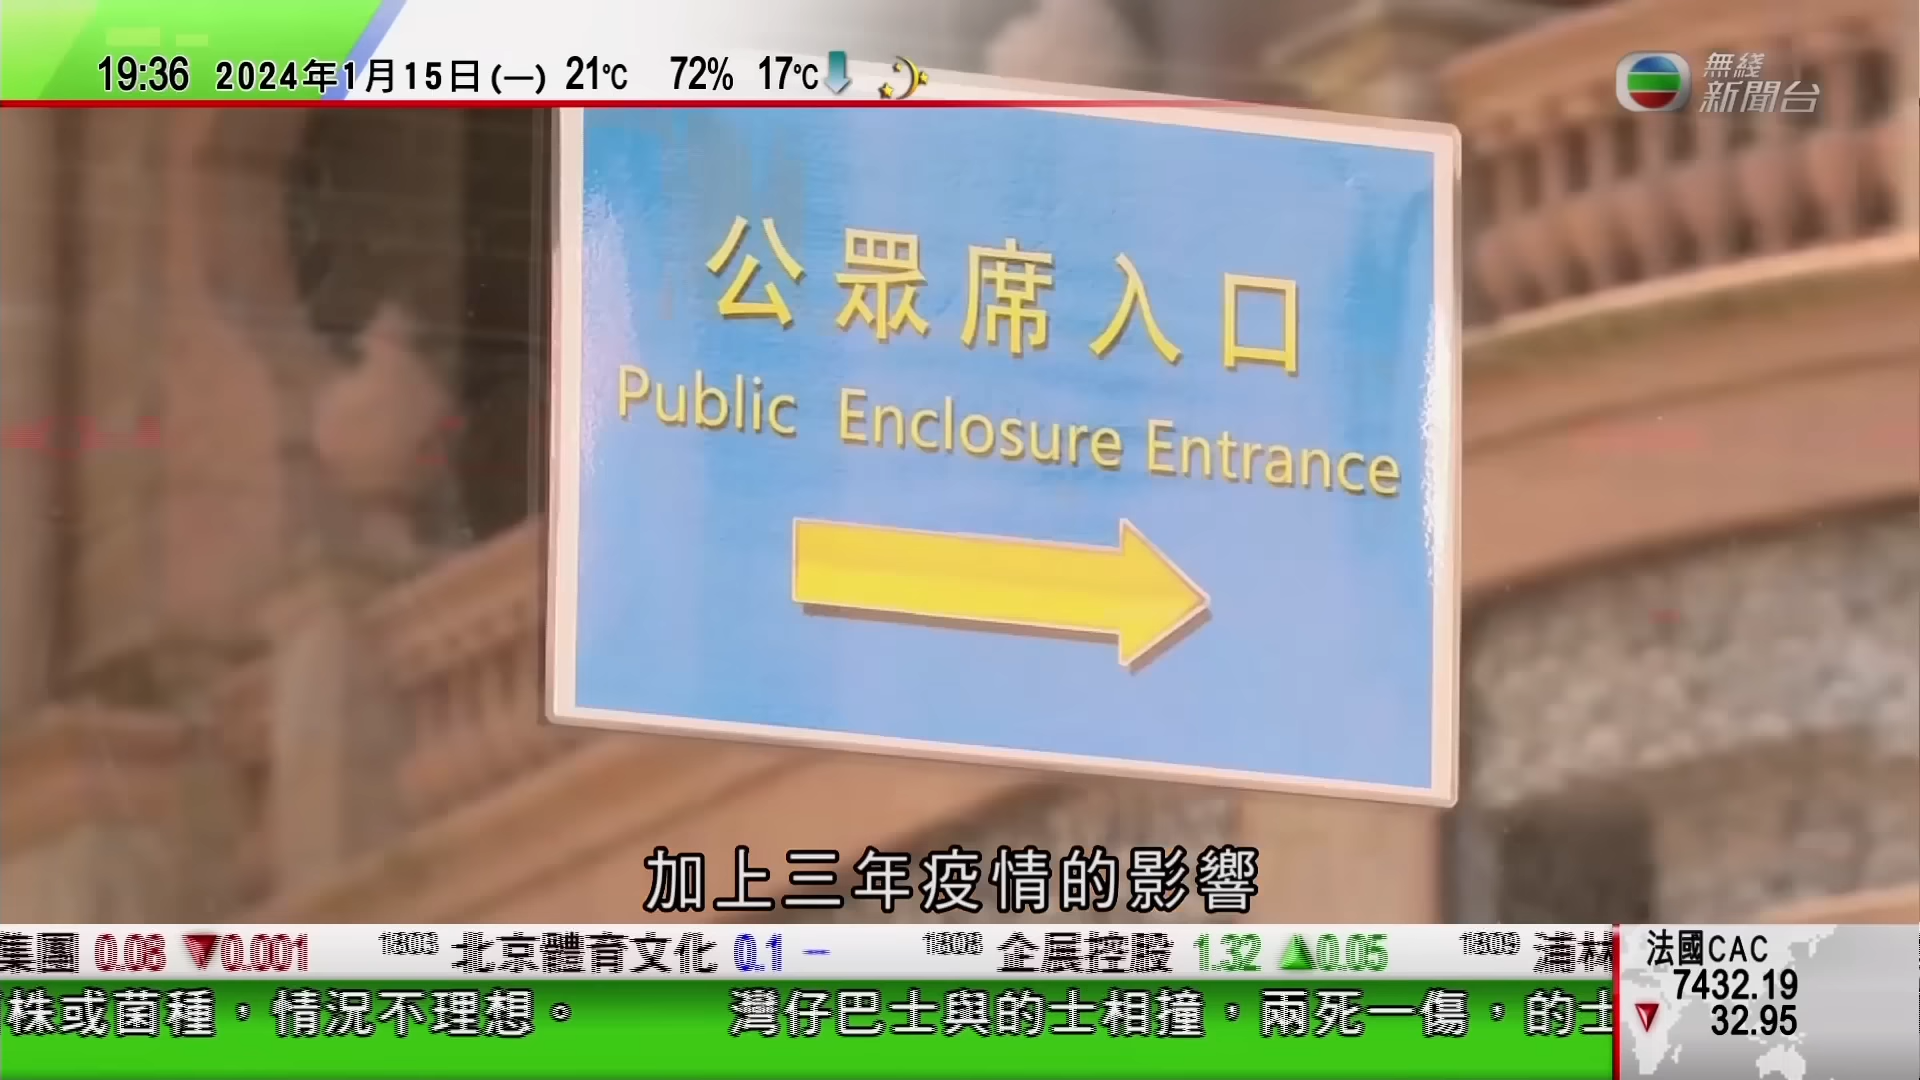 19:36 2024年1月15日(一) 21℃ 72% 17℃
無綫
新聞台
公眾席入口
Public Enclosure Entrance
加上三年疫情的影響
集團 0.08 ▼0.001 1803 北京體育文化 0.1 – 1808 企展控股 1.32 ▲0.05 1809 浦林
法國CAC
7432.19
▼ 32.95
株或菌種，情況不理想。 灣仔巴士與的士相撞，兩死一傷，的士